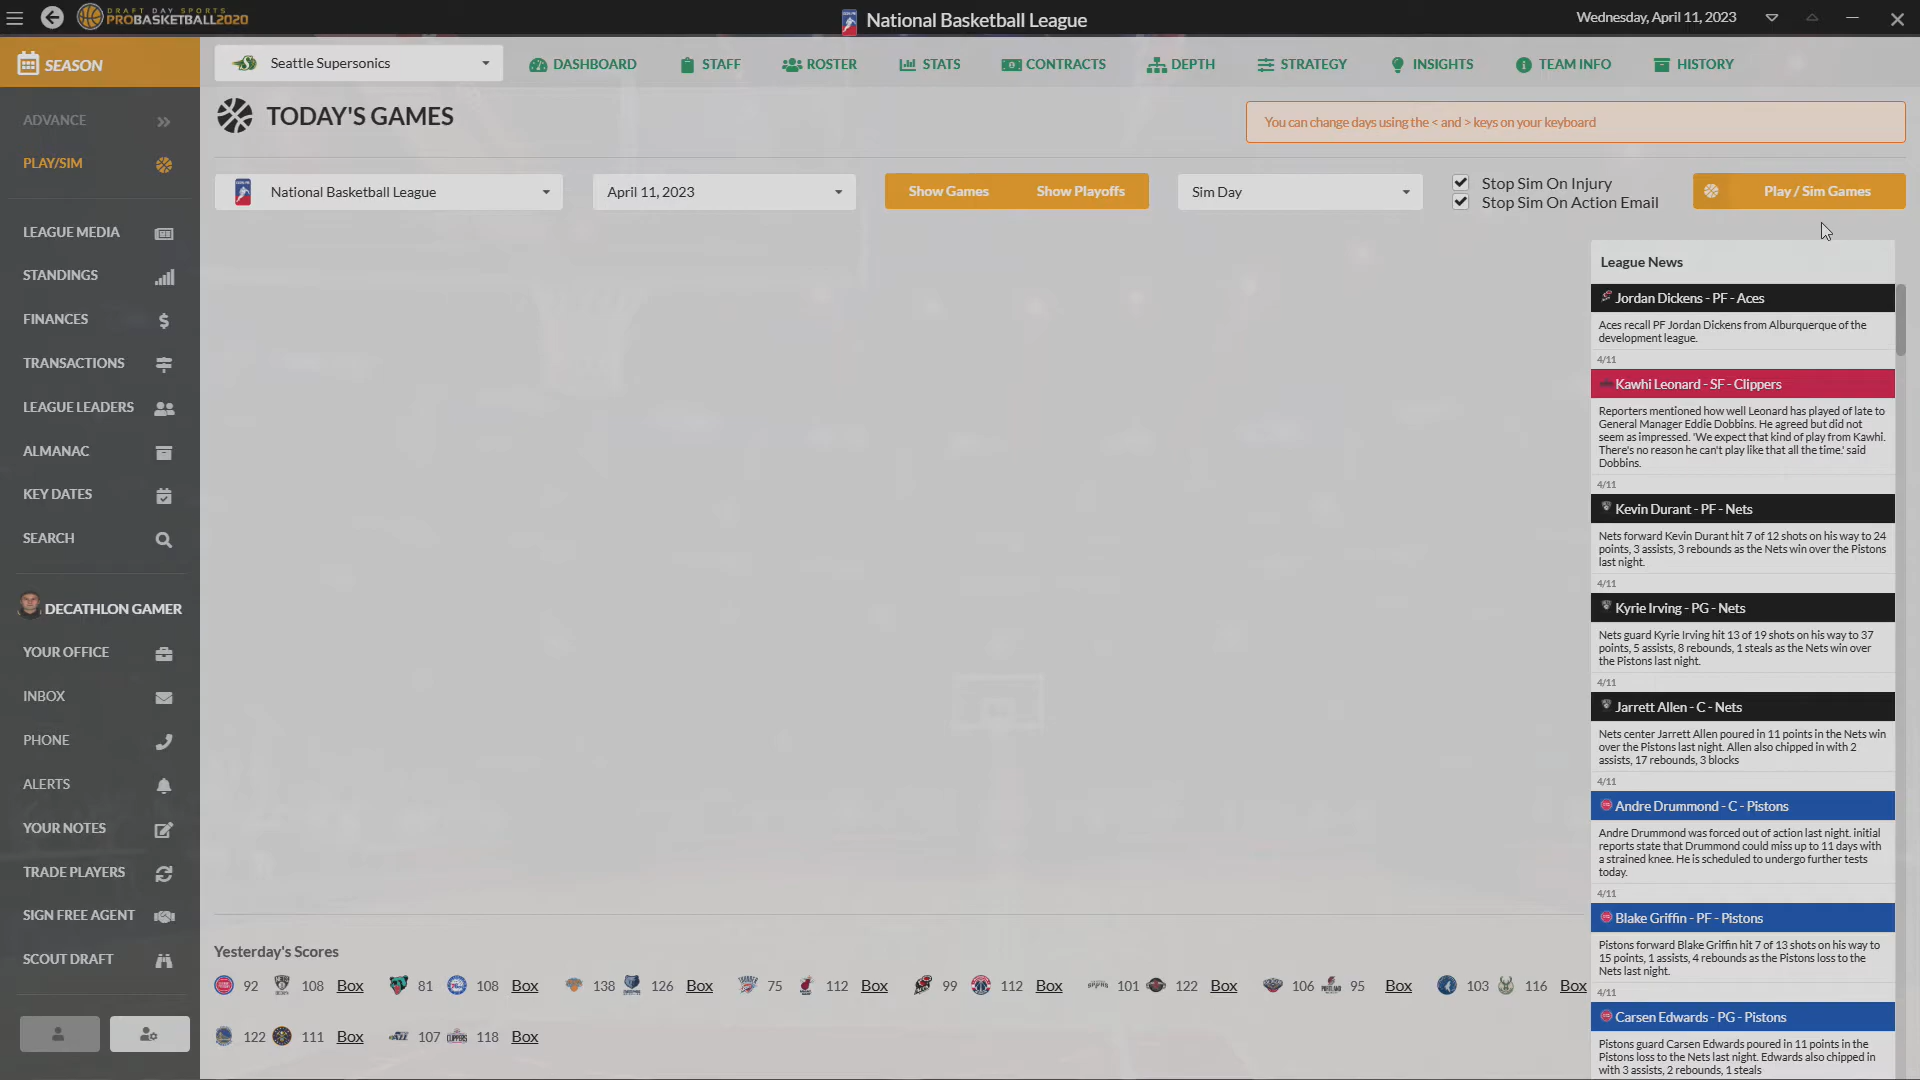 DRAFT DAY SPORTS
PROBASKETBALL2020
National Basketball League
Wednesday, April 11, 2023
SEASON
Seattle Supersonics
DASHBOARD
STAFF
ROSTER
STATS
CONTRACTS
DEPTH
STRATEGY
INSIGHTS
TEAM INFO
HISTORY
ADVANCE
PLAY/SIM
LEAGUE MEDIA
STANDINGS
FINANCES
TRANSACTIONS
LEAGUE LEADERS
ALMANAC
KEY DATES
SEARCH
DECATHLON GAMER
YOUR OFFICE
INBOX
PHONE
ALERTS
YOUR NOTES
TRADE PLAYERS
SIGN FREE AGENT
SCOUT DRAFT
TODAY'S GAMES
You can change days using the < and > keys on your keyboard
National Basketball League
April 11, 2023
Show Games
Show Playoffs
Sim Day
Stop Sim On Injury
Stop Sim On Action Email
Play / Sim Games
League News
Jordan Dickens - PF - Aces
Aces recall PF Jordan Dickens from Alburquerque of the
development league.
4/11
Kawhi Leonard - SF - Clippers
Reporters mentioned how well Leonard has played of late to
General Manager Eddie Dobbins. He agreed but did not
seem as impressed. 'We expect that kind of play from Kawhi.
There's no reason he can't play like that all the time.' said
Dobbins.
4/11
Kevin Durant - PF - Nets
Nets forward Kevin Durant hit 7 of 12 shots on his way to 24
points, 3 assists, 3 rebounds as the Nets win over the Pistons
last night.
4/11
Kyrie Irving - PG - Nets
Nets guard Kyrie Irving hit 13 of 19 shots on his way to 37
points, 5 assists, 8 rebounds, 1 steals as the Nets win over
the Pistons last night.
4/11
Jarrett Allen - C - Nets
Nets center Jarrett Allen poured in 11 points in the Nets win
over the Pistons last night. Allen also chipped in with 2
assists, 17 rebounds, 3 blocks
4/11
Andre Drummond - C - Pistons
Andre Drummond was forced out of action last night. initial
reports state that Drummond could miss up to 11 days with
a strained knee. He is scheduled to undergo further tests
today.
4/11
Blake Griffin - PF - Pistons
Pistons forward Blake Griffin hit 7 of 13 shots on his way to
15 points, 1 assists, 4 rebounds as the Pistons loss to the
Nets last night.
4/11
Carsen Edwards - PG - Pistons
Pistons guard Carsen Edwards poured in 11 points in the
Pistons loss to the Nets last night. Edwards also chipped in
with 3 assists, 2 rebounds, 1 steals
Yesterday's Scores
92 108 Box 81 108 Box 138 126 Box 75 112 Box 99 112 Box 101 122 Box 106 95 Box 103 116 Box
122 111 Box 107 118 Box